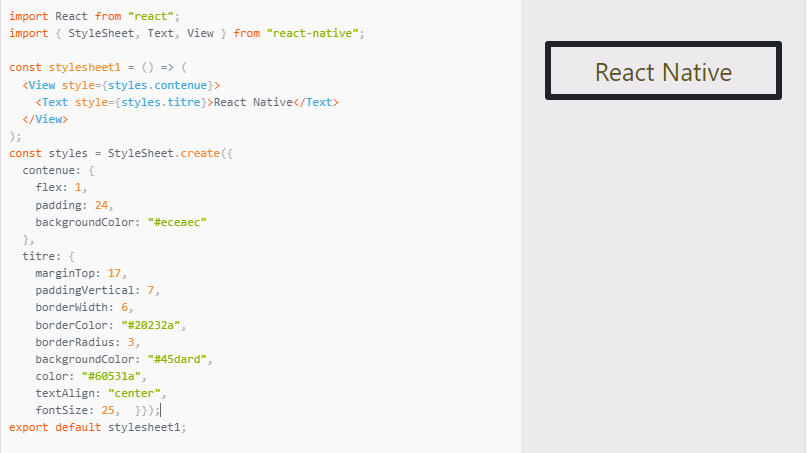 import React from "react";
import { StyleSheet, Text, View } from "react-native";
const stylesheet1 = () => (
<View style={styles.contenue}>
<Text style={styles.titre}>React Native</Text>
</View>
);
const styles = StyleSheet.create({
contenue: {
flex: 1,
padding: 24,
backgroundColor: "#eceaec"
},
titre: {
marginTop: 17,
paddingVertical: 7,
borderWidth: 6,
borderColor: "#20232a",
borderRadius: 3,
backgroundColor: "#45dard",
color: "#60531a",
textAlign: "center",
fontSize: 25,  }});
export default stylesheet1;
React Native